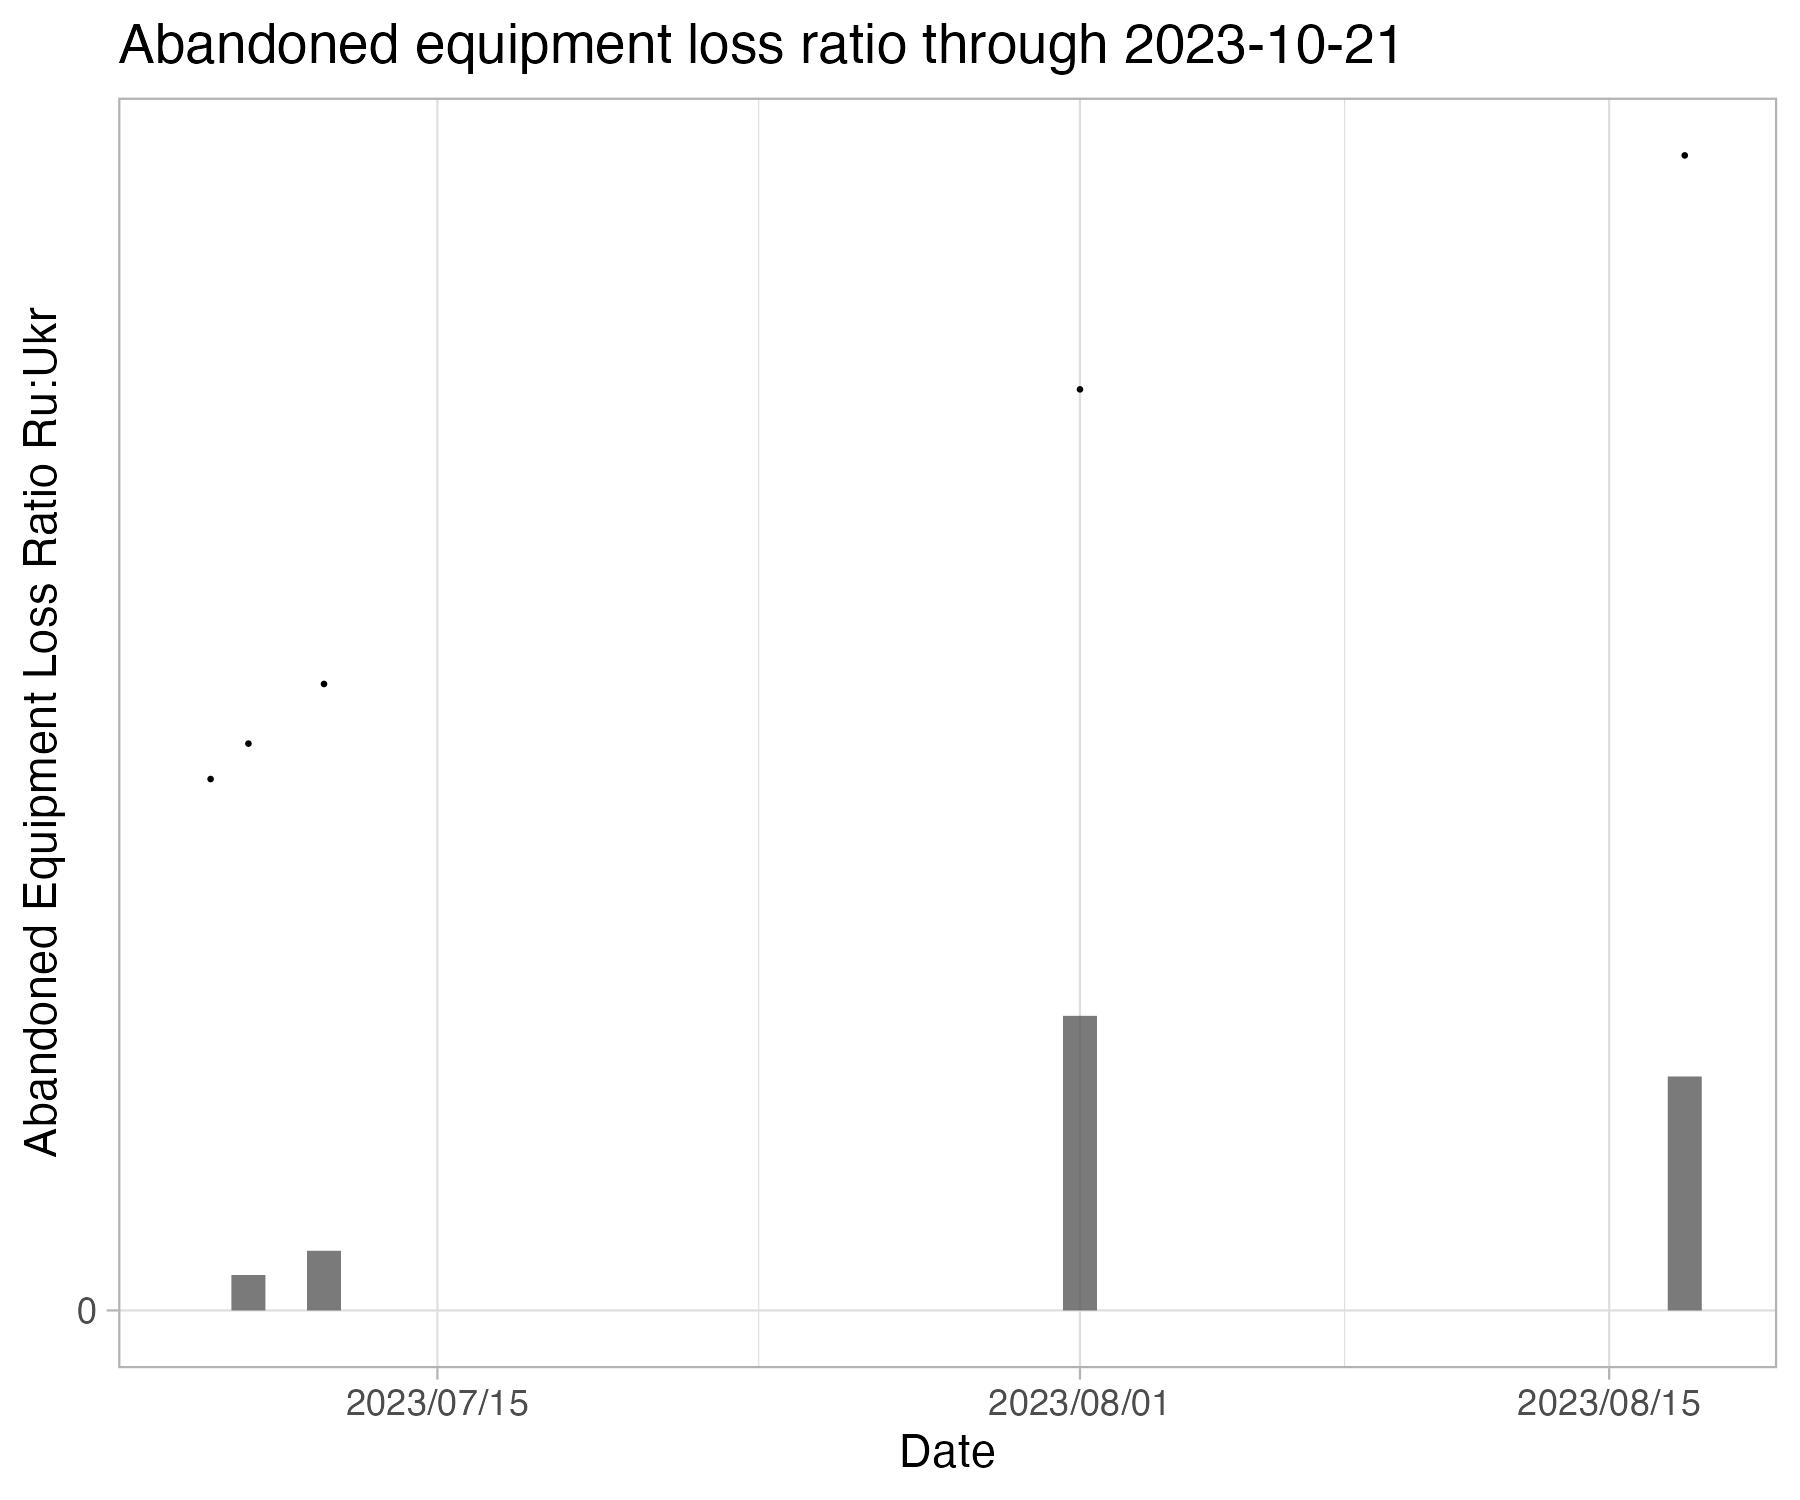 Abandoned equipment loss ratio through 2023-10-21
Abandoned Equipment Loss Ratio Ru:Ukr
0
2023/07/15
2023/08/01
2023/08/15
Date